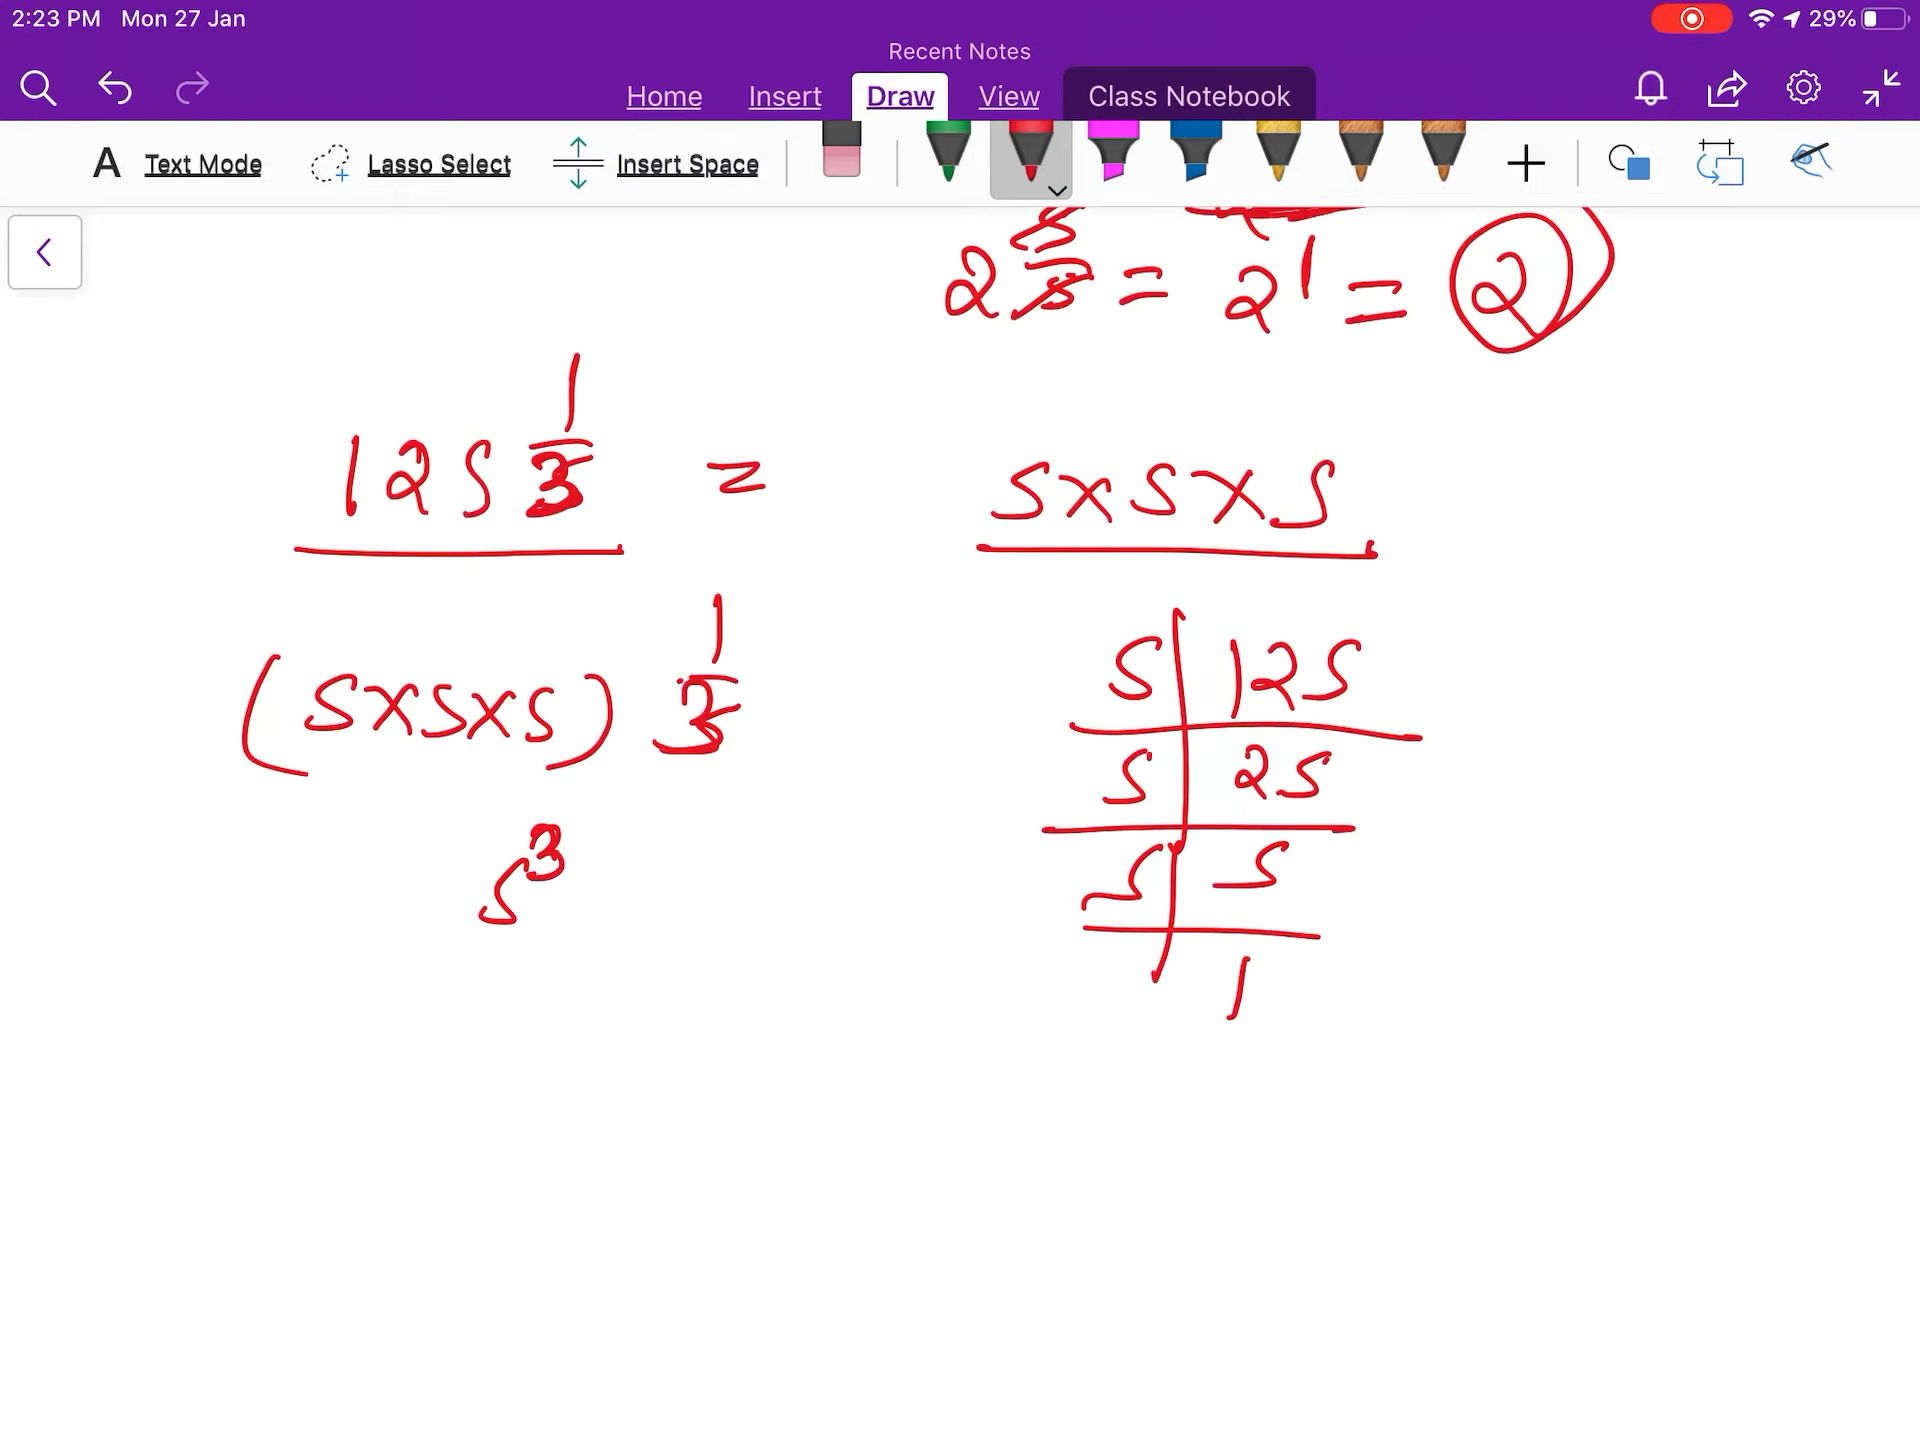 2:23 PM Mon 27 Jan 29%
Recent Notes
Home Insert Draw View Class Notebook
A Text Mode Lasso Select Insert Space
2^(5/5) = 2^1 = 2
125^(1/3) = 5x5x5
(5x5x5)^(1/3)
5 | 125
5 | 25
5^3
5 | 5
1